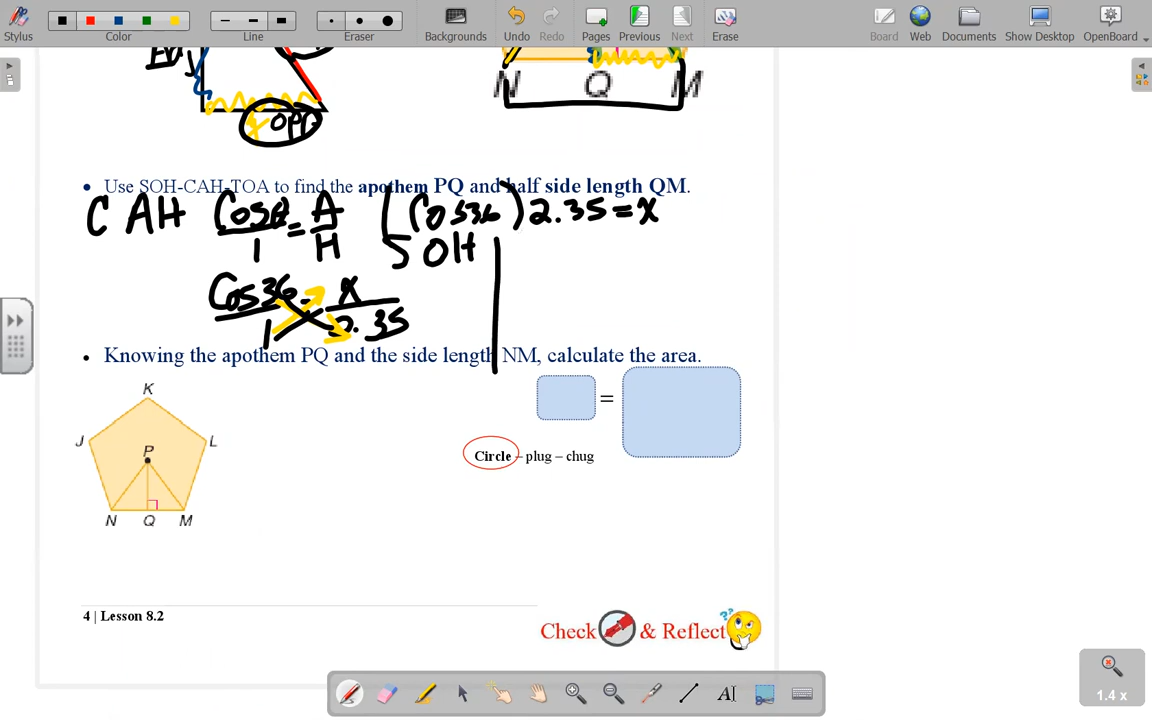 Stylus
Color
Line
Eraser
Backgrounds
Undo
Redo
Pages
Previous
Next
Erase
Board
Web
Documents
Show Desktop
OpenBoard
opp
N Q M
• Use SOH-CAH-TOA to find the apothem PQ and half side length QM.
C AH Cosθ/1 = A/H (Cos36)2.35=x
SOH
Cos36/1 = x/2.35
• Knowing the apothem PQ and the side length NM, calculate the area.
K
J L
P
N Q M
=
Circle – plug – chug
4 | Lesson 8.2
Check & Reflect
1.4 x